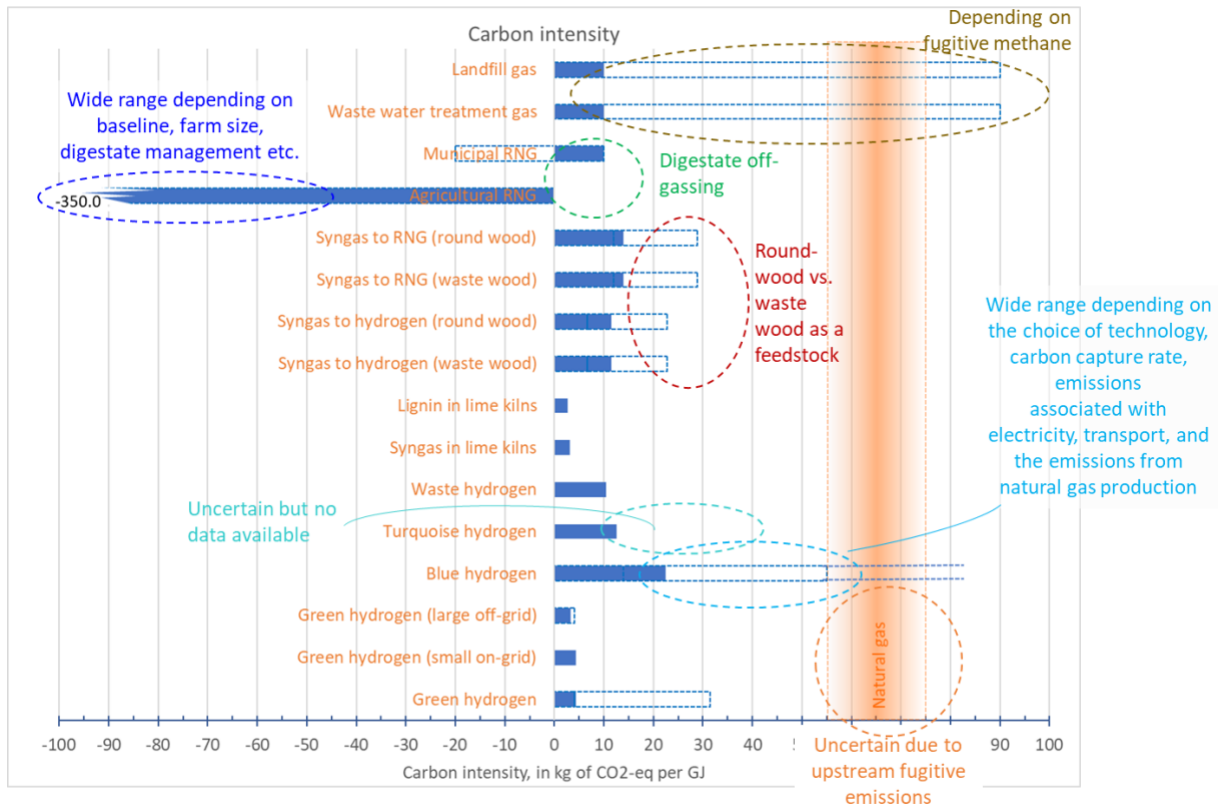 Depending on
fugitive methane
Carbon intensity
Landfill gas
Wide range depending on
baseline, farm size,
digestate management etc.
Waste water treatment gas
Municipal RNG
Digestate off-
gassing
Agricultural RNG
-350.0
Syngas to RNG (round wood)
Round-
wood vs.
waste
wood as a
feedstock
Syngas to RNG (waste wood)
Syngas to hydrogen (round wood)
Syngas to hydrogen (waste wood)
Wide range depending on
the choice of technology,
carbon capture rate,
emissions
associated with
electricity, transport, and
the emissions from
natural gas production
Lignin in lime kilns
Syngas in lime kilns
Waste hydrogen
Uncertain but no
data available
Turquoise hydrogen
Blue hydrogen
Green hydrogen (large off-grid)
Green hydrogen (small on-grid)
Natural gas
Green hydrogen
-100 -90 -80 -70 -60 -50 -40 -30 -20 -10 0 10 20 30 40 90 100
Carbon intensity, in kg of CO2-eq per GJ
Uncertain due to
upstream fugitive
emissions